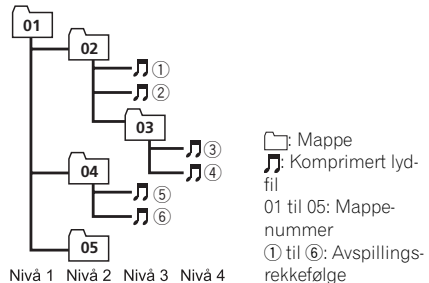 01
02
①
②
03
③
④
04
⑤
⑥
05
Nivå 1 Nivå 2 Nivå 3 Nivå 4
: Mappe
: Komprimert lyd-
fil
01 til 05: Mappe-
nummer
① til ⑥: Avspillings-
rekkefølge